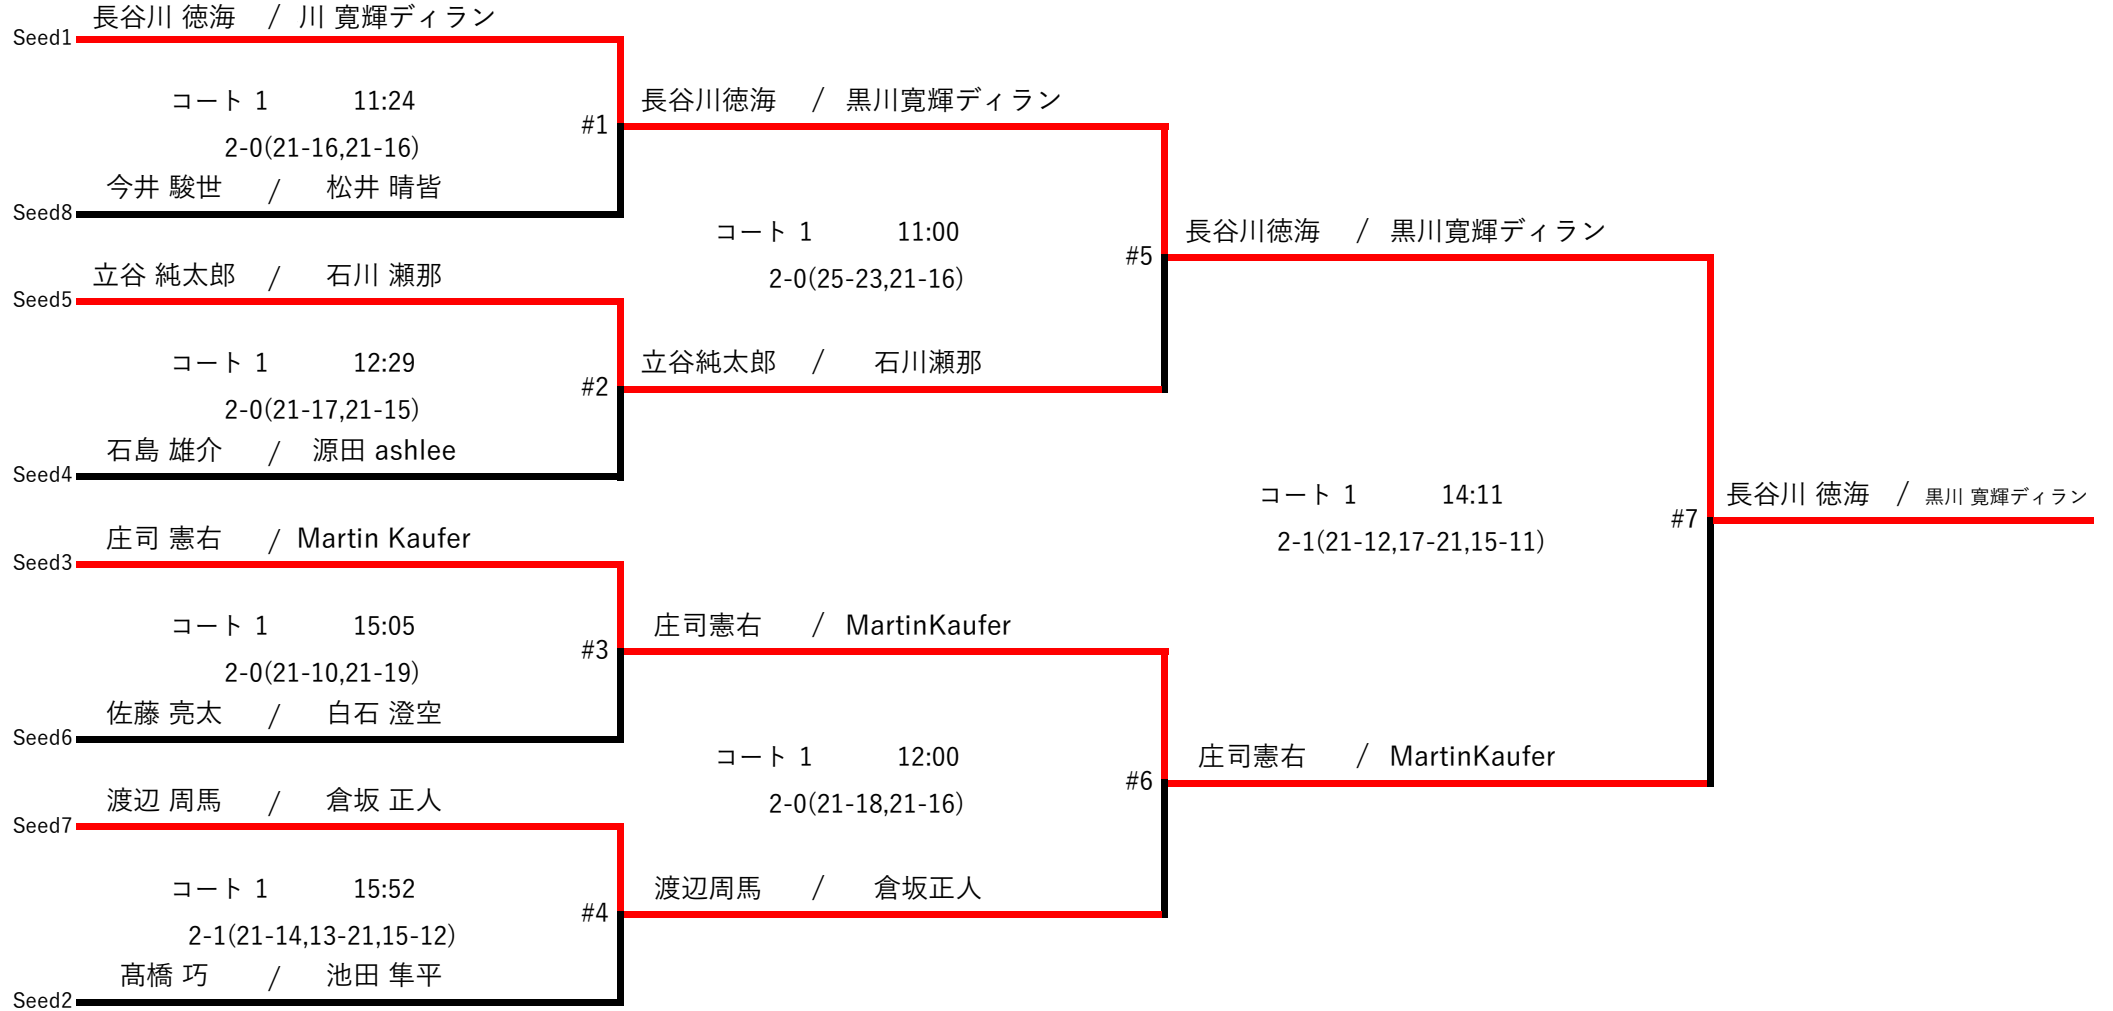 長谷川 徳海 / 川 寛輝ディラン
Seed1
コート 1 11:24
#1
2-0(21-16,21-16)
今井 駿世 / 松井 晴皆
Seed8
立谷 純太郎 / 石川 瀬那
Seed5
コート 1 12:29
#2
2-0(21-17,21-15)
石島 雄介 / 源田 ashlee
Seed4
庄司 憲右 / Martin Kaufer
Seed3
コート 1 15:05
#3
2-0(21-10,21-19)
佐藤 亮太 / 白石 澄空
Seed6
渡辺 周馬 / 倉坂 正人
Seed7
コート 1 15:52
#4
2-1(21-14,13-21,15-12)
髙橋 巧 / 池田 隼平
Seed2
長谷川徳海 / 黒川寛輝ディラン
コート 1 11:00
#5
2-0(25-23,21-16)
立谷純太郎 / 石川瀬那
庄司憲右 / MartinKaufer
コート 1 12:00
#6
2-0(21-18,21-16)
渡辺周馬 / 倉坂正人
長谷川徳海 / 黒川寛輝ディラン
コート 1 14:11
#7
2-1(21-12,17-21,15-11)
庄司憲右 / MartinKaufer
長谷川 徳海 / 黒川 寛輝ディラン